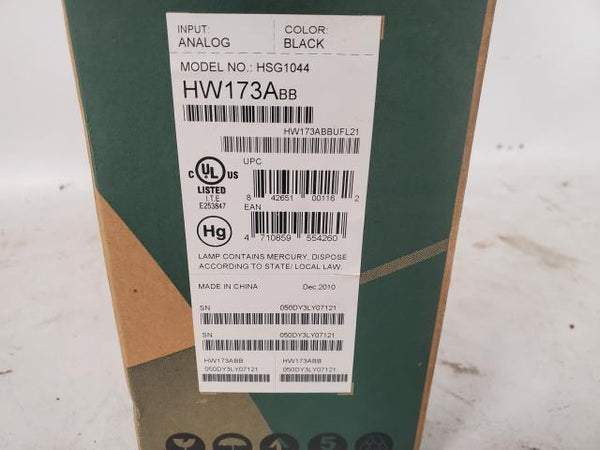 INPUT: COLOR:
ANALOG BLACK
MODEL NO.: HSG1044
HW173ABB
HW173ABBUFL21
UPC
C UL US
LISTED
I.T.E
E253847
8 42651 00116 2
EAN
4 710859 554260
Hg
LAMP CONTAINS MERCURY, DISPOSE
ACCORDING TO STATE/ LOCAL LAW.
MADE IN CHINA Dec.2010
SN 050DY3LY07121
SN 050DY3LY07121
HW173ABB HW173ABB
050DY3LY07121 050DY3LY07121
5